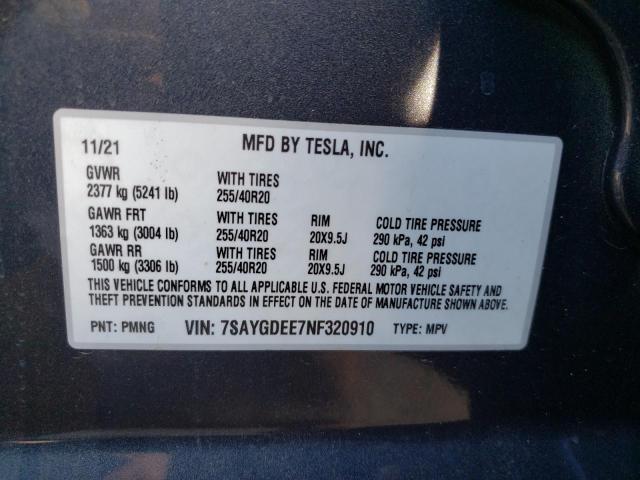 11/21 MFD BY TESLA, INC.
GVWR WITH TIRES
2377 kg (5241 lb) 255/40R20
GAWR FRT WITH TIRES RIM COLD TIRE PRESSURE
1363 kg (3004 lb) 255/40R20 20X9.5J 290 kPa, 42 psi
GAWR RR WITH TIRES RIM COLD TIRE PRESSURE
1500 kg (3306 lb) 255/40R20 20X9.5J 290 kPa, 42 psi
THIS VEHICLE CONFORMS TO ALL APPLICABLE U.S. FEDERAL MOTOR VEHICLE SAFETY AND
THEFT PREVENTION STANDARDS IN EFFECT ON THE DATE OF MANUFACTURE SHOWN ABOVE.
PNT: PMNG VIN: 7SAYGDEE7NF320910 TYPE: MPV